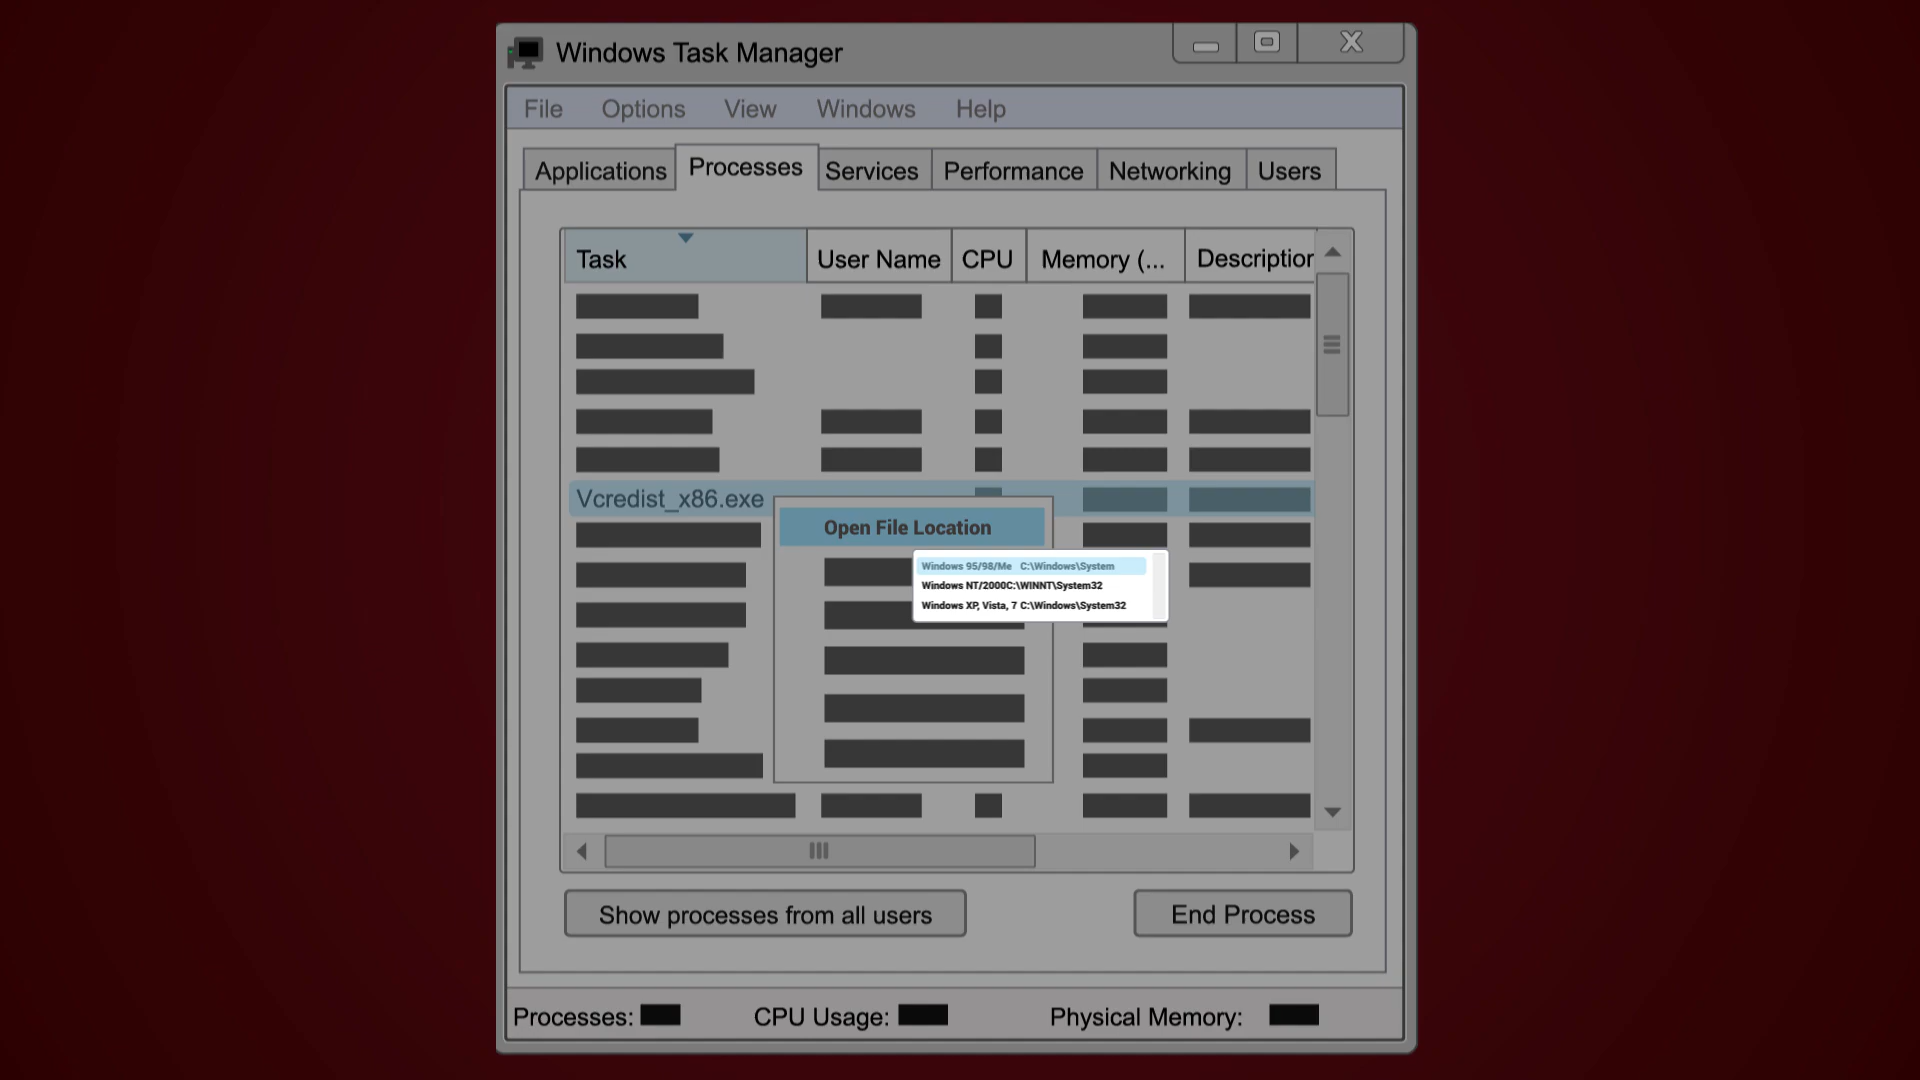 Windows Task Manager
File Options View Windows Help
Applications Processes Services Performance Networking Users
Task User Name CPU Memory (... Description
Vcredist_x86.exe
Open File Location
Windows 95/98/Me C:\Windows\System
Windows NT/2000C:\WINNT\System32
Windows XP, Vista, 7 C:\Windows\System32
Show processes from all users End Process
Processes: CPU Usage: Physical Memory: